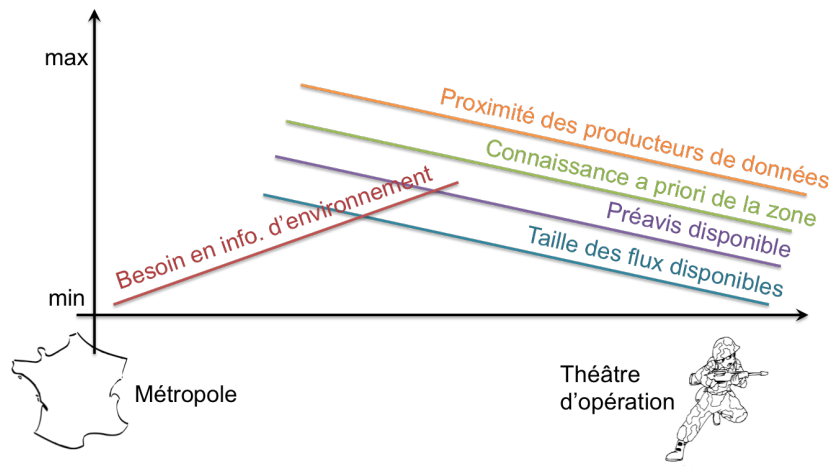 max
Proximité des producteurs de données
Connaissance a priori de la zone
Besoin en info. d'environnement
Préavis disponible
Taille des flux disponibles
min
Métropole
Théâtre
d'opération